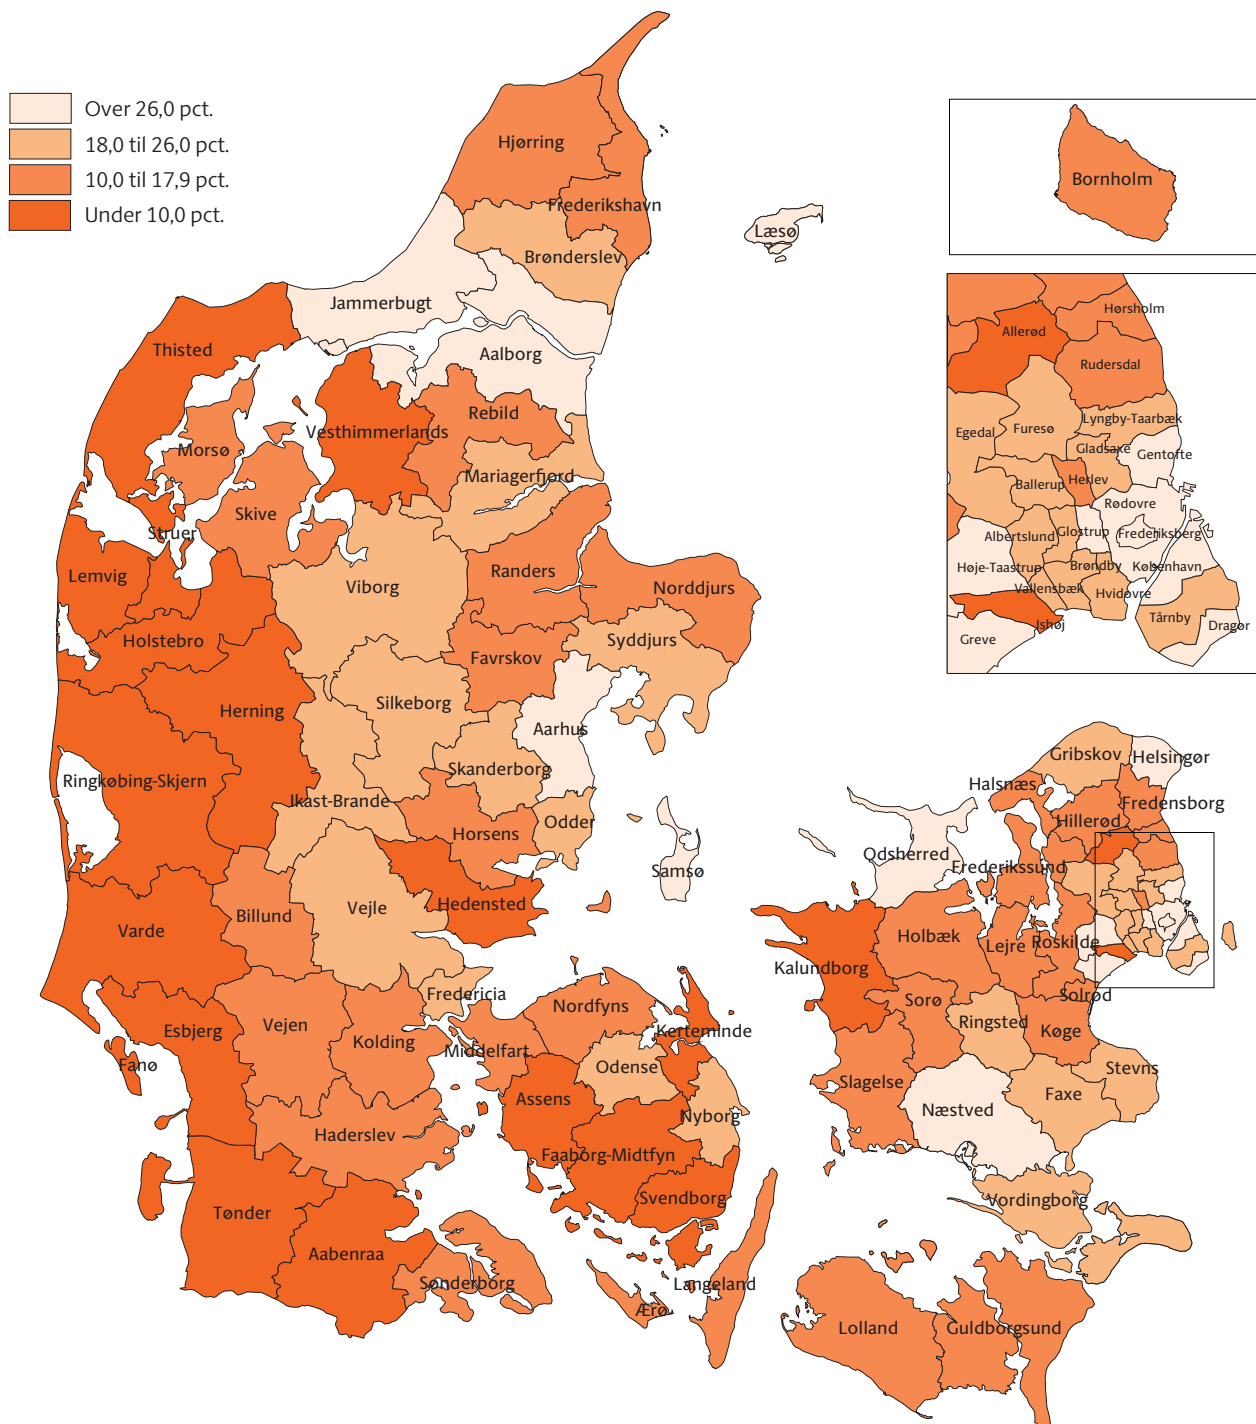 Over 26,0 pct.
18,0 til 26,0 pct.
10,0 til 17,9 pct.
Under 10,0 pct.
Hjørring
Frederikshavn
Læsø
Brønderslev
Jammerbugt
Aalborg
Thisted
Vesthimmerlands
Rebild
Morsø
Mariagerfjord
Skive
Struer
Lemvig
Viborg
Randers
Norddjurs
Holstebro
Favrskov
Syddjurs
Herning
Silkeborg
Aarhus
Ringkøbing-Skjern
Skanderborg
Ikast-Brande
Horsens
Odder
Samsø
Varde
Billund
Vejle
Hedensted
Fredericia
Esbjerg
Vejen
Kolding
Fanø
Middelfart
Nordfyns
Kerteminde
Odense
Assens
Nyborg
Haderslev
Faaborg-Midtfyn
Svendborg
Tønder
Aabenraa
Sønderborg
Langeland
Ærø
Bornholm
Hørsholm
Allerød
Rudersdal
Egedal
Furesø
Lyngby-Taarbæk
Gladsaxe
Gentofte
Ballerup
Herlev
Rødovre
Albertslund
Glostrup
Frederiksberg
Høje-Taastrup
Brøndby
København
Vallensbæk
Hvidovre
Ishøj
Tårnby
Dragør
Greve
Gribskov
Helsingør
Halsnæs
Fredensborg
Hillerød
Odsherred
Frederikssund
Holbæk
Lejre
Roskilde
Kalundborg
Solrød
Sorø
Ringsted
Køge
Slagelse
Stevns
Faxe
Næstved
Vordingborg
Lolland
Guldborgsund